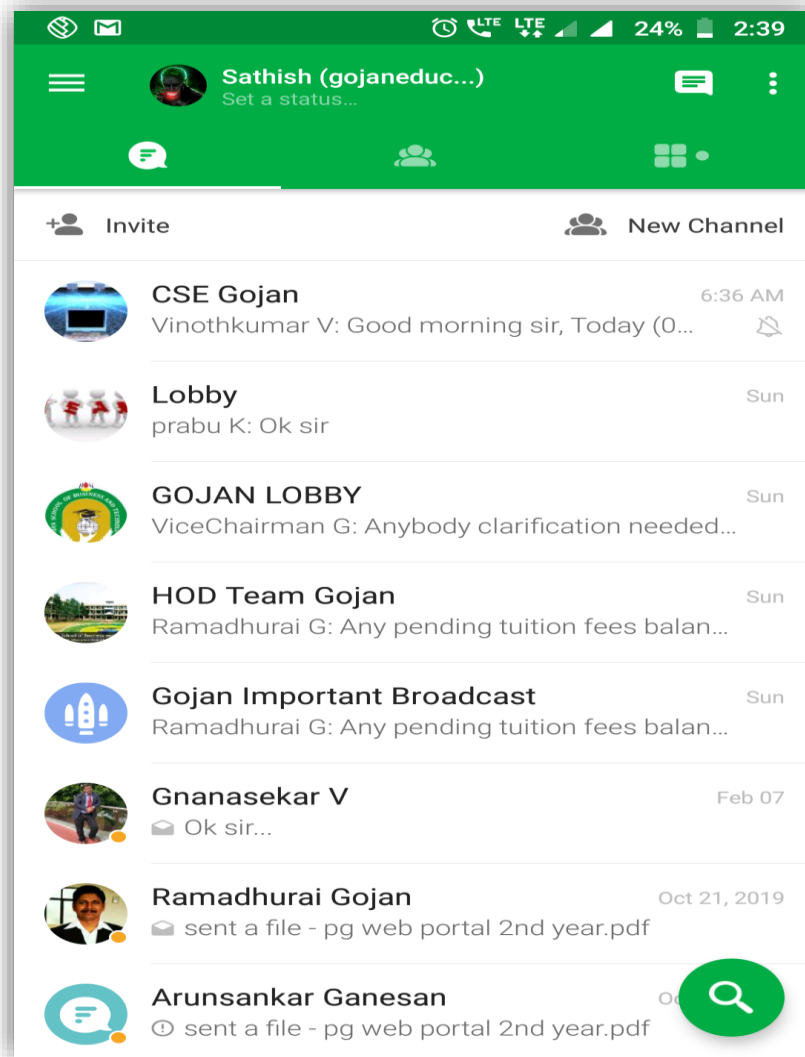 LTE LTE 24% 2:39
Sathish (gojaneduc...)
Set a status...
Invite New Channel
CSE Gojan 6:36 AM
Vinothkumar V: Good morning sir, Today (0...
Lobby Sun
prabu K: Ok sir
GOJAN LOBBY Sun
ViceChairman G: Anybody clarification needed...
HOD Team Gojan Sun
Ramadhurai G: Any pending tuition fees balan...
Gojan Important Broadcast Sun
Ramadhurai G: Any pending tuition fees balan...
Gnanasekar V Feb 07
Ok sir...
Ramadhurai Gojan Oct 21, 2019
sent a file - pg web portal 2nd year.pdf
Arunsankar Ganesan
sent a file - pg web portal 2nd year.pdf